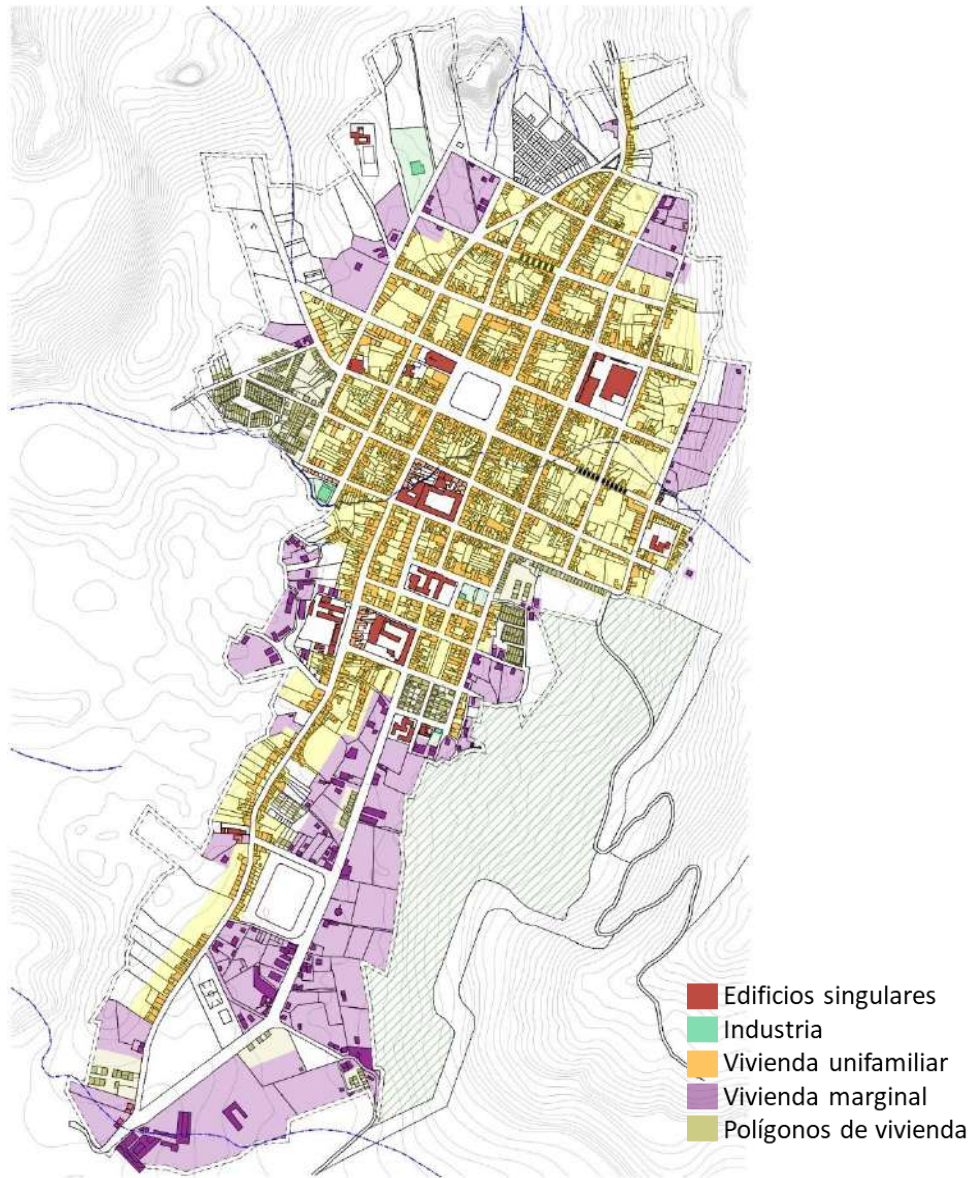 Edificios singulares
Industria
Vivienda unifamiliar
Vivienda marginal
Polígonos de vivienda